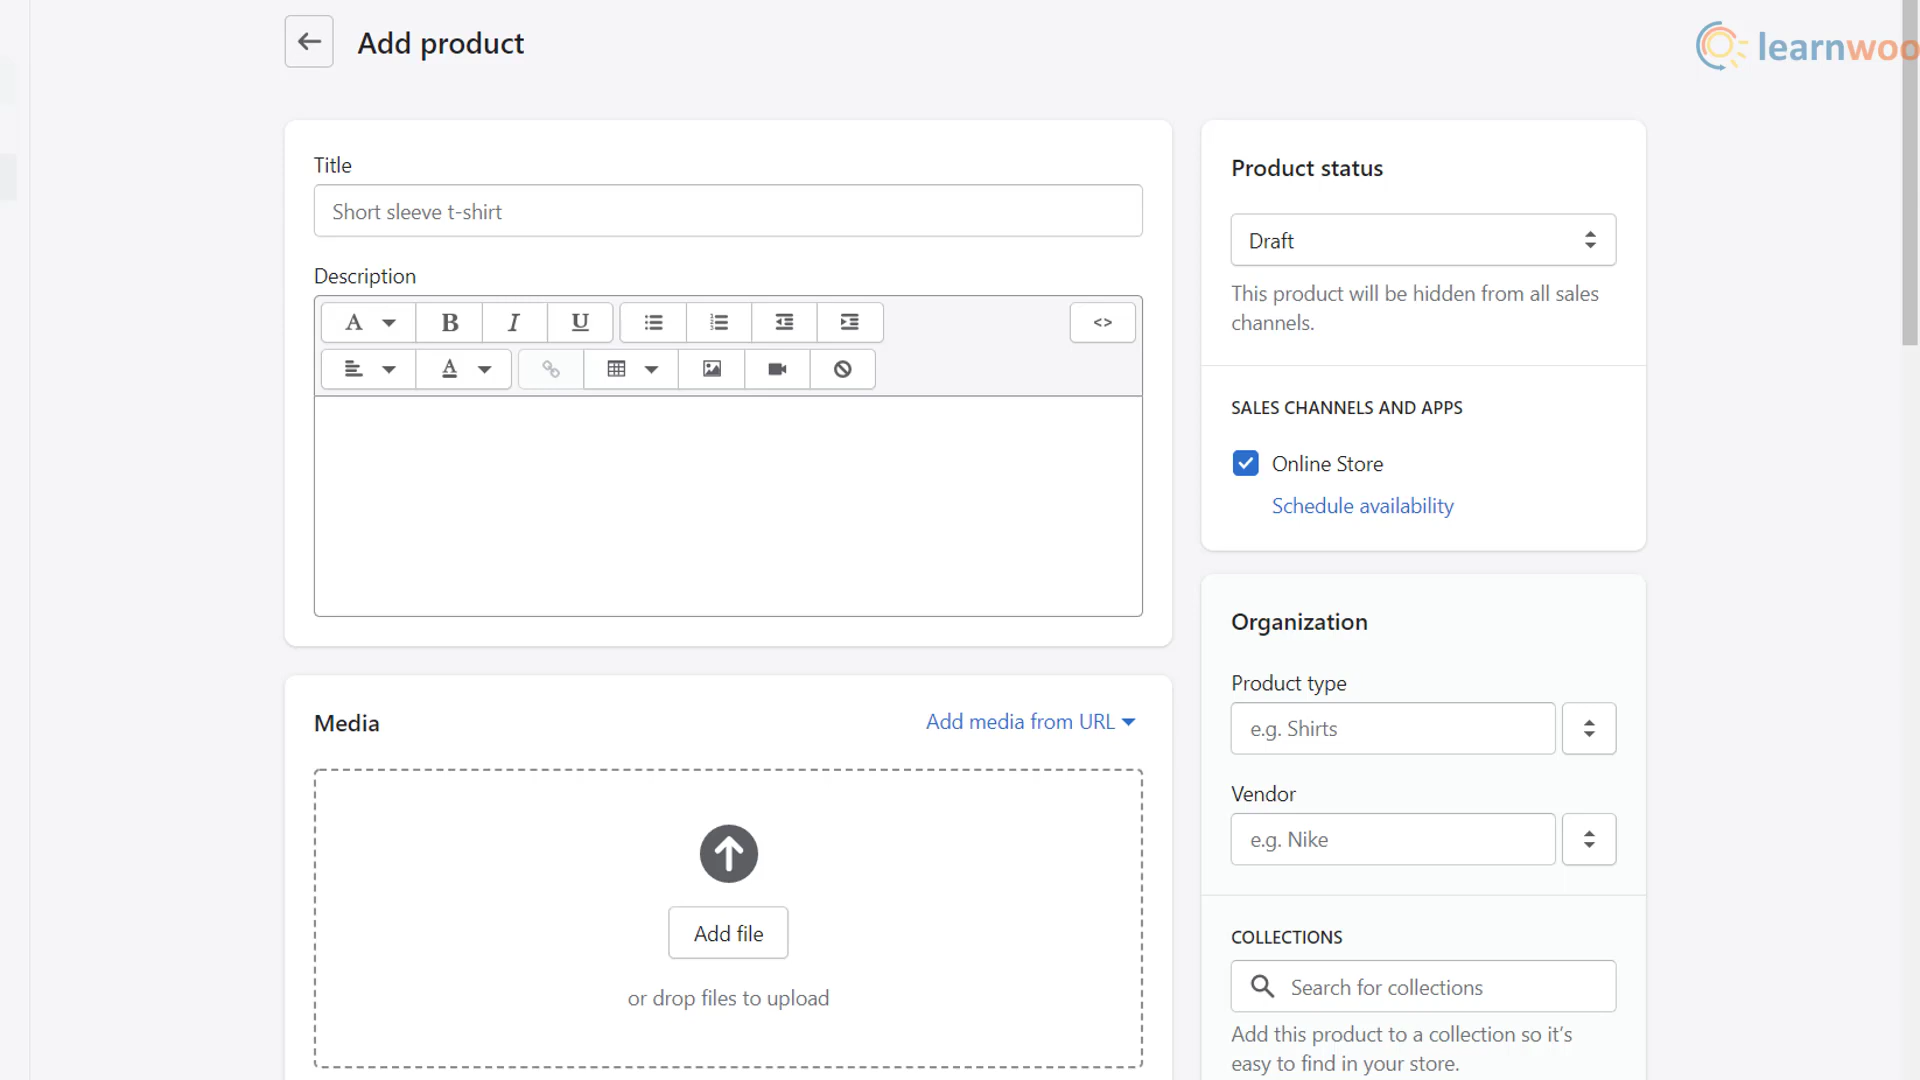 Add product
learnwoo
Title
Short sleeve t-shirt
Description
A B I U
<>
A
Media
Add media from URL
Add file
or drop files to upload
Product status
Draft
This product will be hidden from all sales
channels.
SALES CHANNELS AND APPS
Online Store
Schedule availability
Organization
Product type
e.g. Shirts
Vendor
e.g. Nike
COLLECTIONS
Search for collections
Add this product to a collection so it's
easy to find in your store.